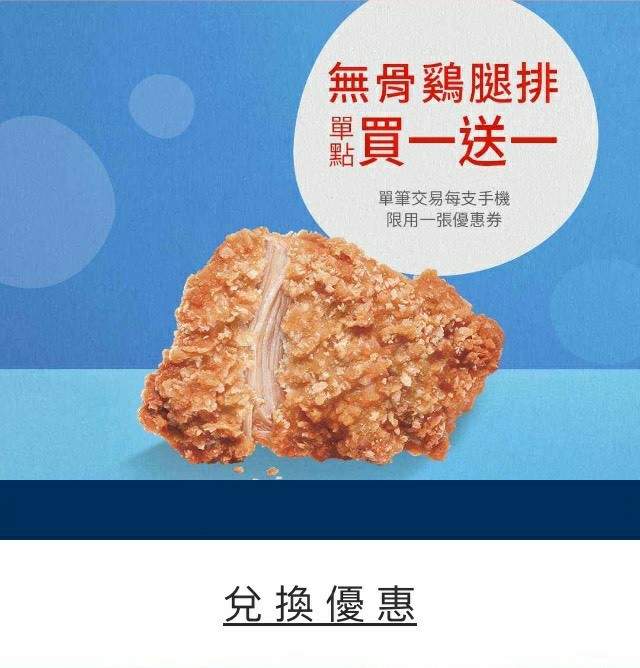 無骨鷄腿排
單點買一送一
單筆交易每支手機
限用一張優惠券
兌換優惠